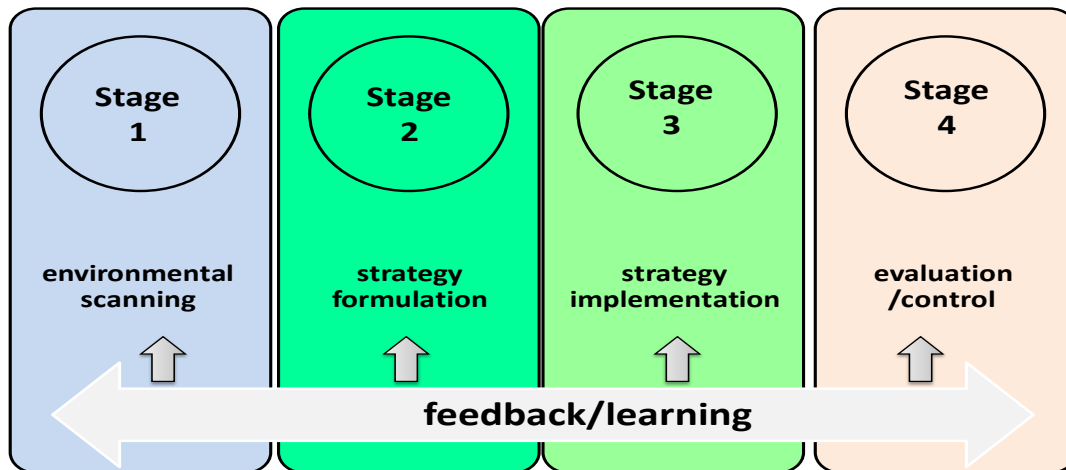 Stage
1
Stage
2
Stage
3
Stage
4
environmental
scanning
strategy
formulation
strategy
implementation
evaluation
/control
feedback/learning